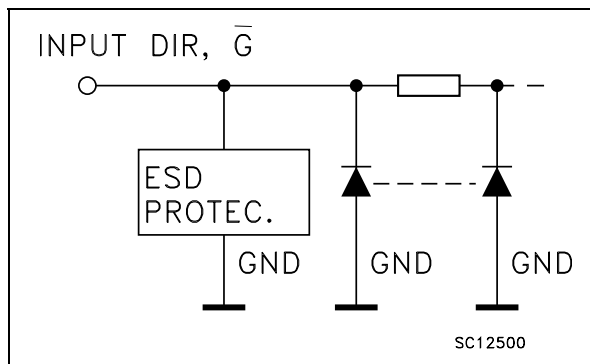 INPUT DIR, G̅
ESD
PROTEC.
GND GND GND
SC12500